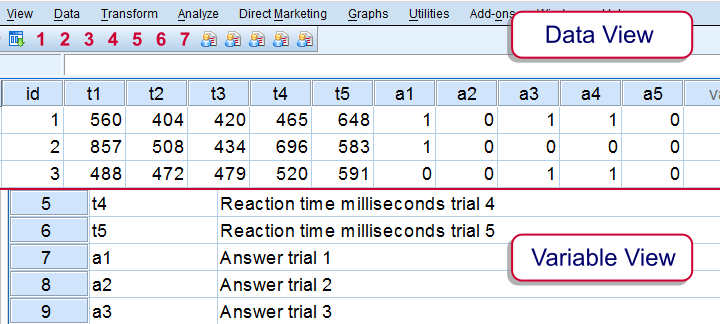 View Data Transform Analyze Direct Marketing Graphs Utilities Add-ons
Data View
1 2 3 4 5 6 7
id t1 t2 t3 t4 t5 a1 a2 a3 a4 a5 va
1 560 404 420 465 648 1 0 1 1 0
2 857 508 434 696 583 1 0 0 0 0
3 488 472 479 520 591 0 0 1 1 0
5 t4 Reaction time milliseconds trial 4
6 t5 Reaction time milliseconds trial 5
7 a1 Answer trial 1
Variable View
8 a2 Answer trial 2
9 a3 Answer trial 3